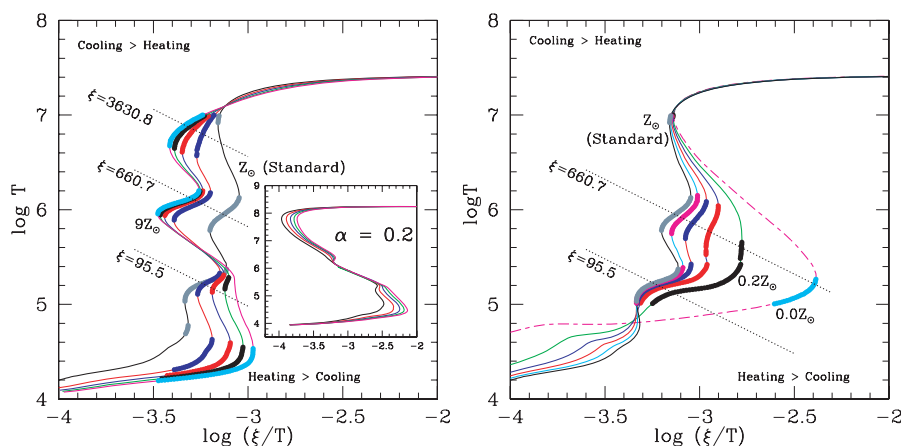 8
7
6
5
4
logT
Cooling > Heating
ξ=3630.8
ξ=660.7
9Z⊙
ξ=95.5
Z⊙ (Standard)
9
8
7
6
5
4
3
α = 0.2
-4 -3.5 -3 -2.5 -2
Heating > Cooling
-4 -3.5 -3 -2.5 -2
log (ξ/T)
8
7
6
5
4
logT
Cooling > Heating
Z⊙
(Standard)
ξ=660.7
ξ=95.5
0.2Z⊙
0.0Z⊙
Heating > Cooling
-4 -3.5 -3 -2.5 -2
log (ξ/T)